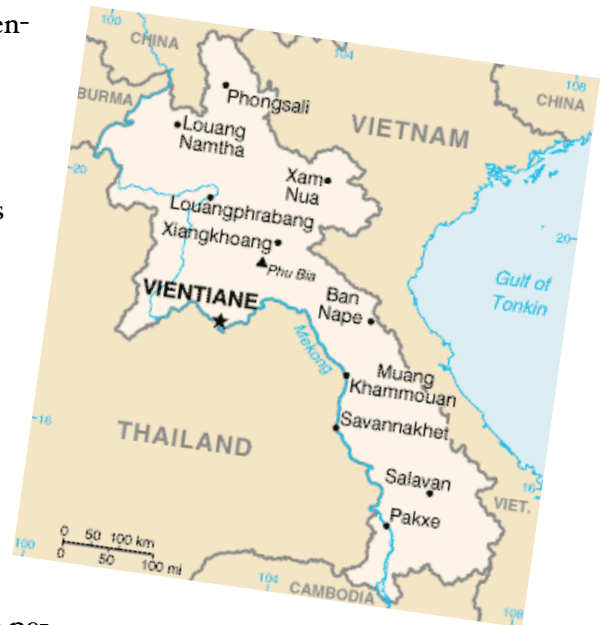 en-
100
CHINA
104
108
CHINA
BURMA
Phongsali
Louang
Namtha
VIETNAM
20
Xam
Nua
Louangphrabang
Xiangkhoang
Phu Bia
20
Gulf of
Tonkin
VIENTIANE
Ban
Nape
Mekong
Muang
Khammouan
16
THAILAND
Savannakhet
Salavan
16
VIET.
Pakxe
0 50 100 km
0 50 100 mi
100
104
CAMBODIA
108